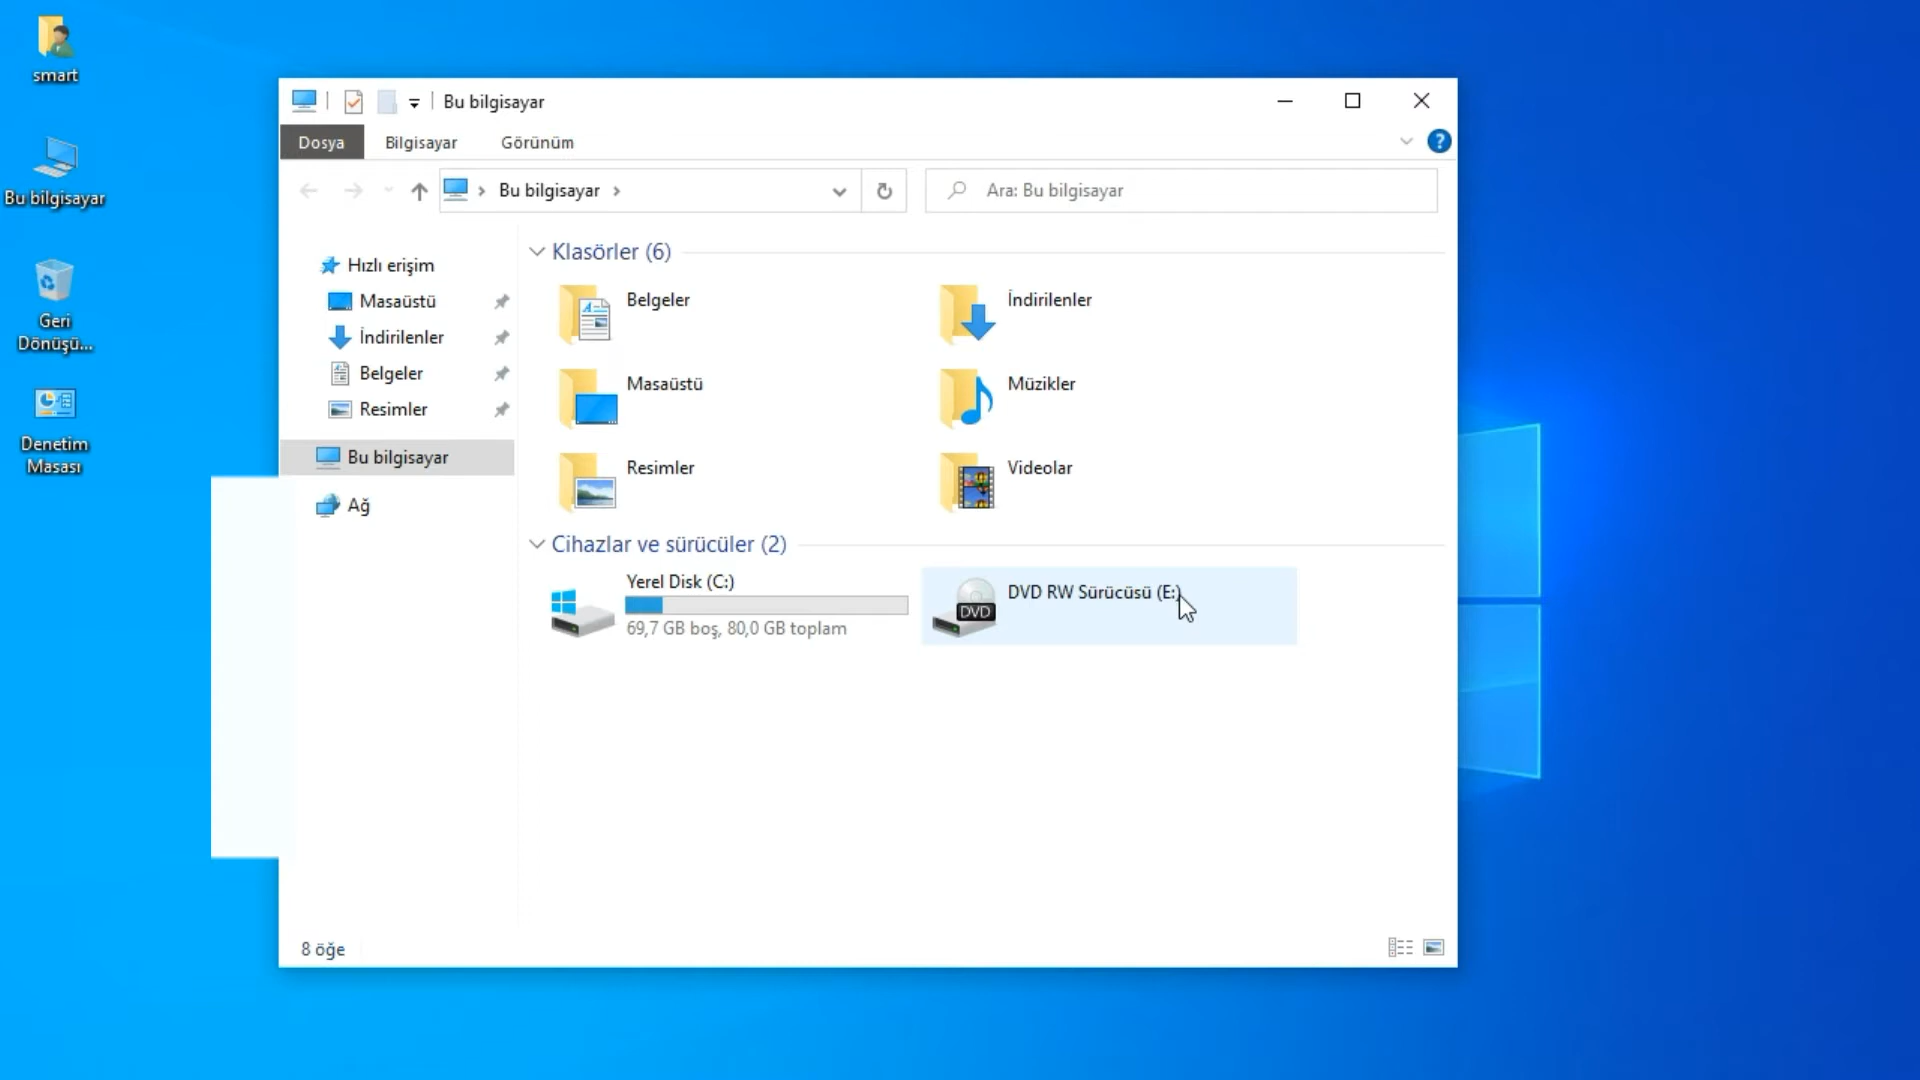 smart
Bu bilgisayar
Geri
Dönüşü...
Denetim
Masası
Bu bilgisayar
Dosya
Bilgisayar
Görünüm
?
Bu bilgisayar
Ara: Bu bilgisayar
Hızlı erişim
Masaüstü
İndirilenler
Belgeler
Resimler
Bu bilgisayar
Ağ
Klasörler (6)
Belgeler
İndirilenler
Masaüstü
Müzikler
Resimler
Videolar
Cihazlar ve sürücüler (2)
Yerel Disk (C:)
69,7 GB boş, 80,0 GB toplam
DVD
DVD RW Sürücüsü (E:)
8 öğe